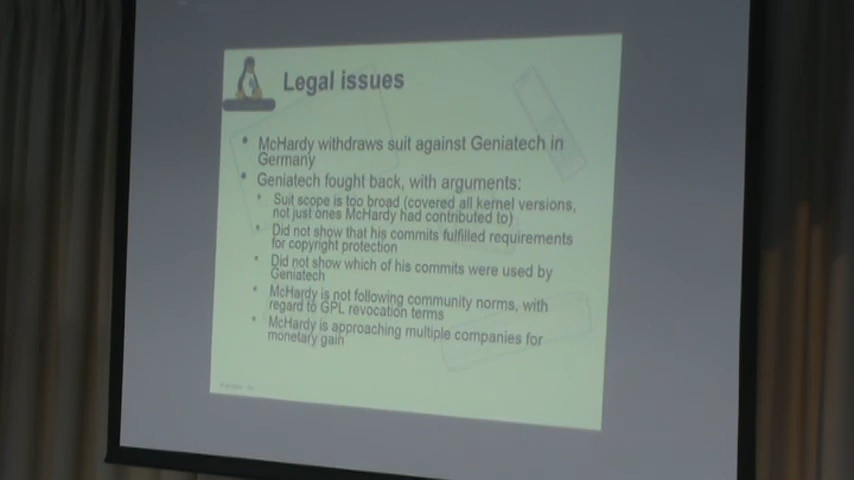 Legal issues
• McHardy withdraws suit against Geniatech in
Germany
• Geniatech fought back, with arguments:
• Suit scope is too broad (covered all kernel versions,
not just ones McHardy had contributed to)
• Did not show that his commits fulfilled requirements
for copyright protection
• Did not show which of his commits were used by
Geniatech
• McHardy is not following community norms, with
regard to GPL revocation terms
• McHardy is approaching multiple companies for
monetary gain